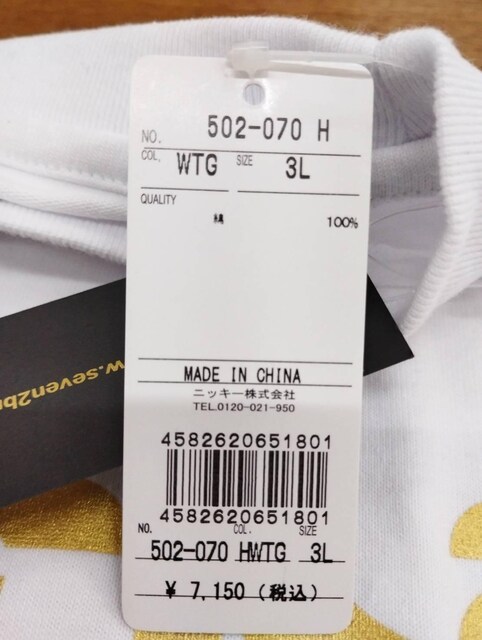 NO. 502-070 H
COL. WTG SIZE 3L
QUALITY
綿 100%
MADE IN CHINA
ニッキー株式会社
TEL.0120-021-950
4582620651801
4582620651801
NO. COL. SIZE
502-070 HWTG 3L
¥ 7,150 (税込)
w.seven2b